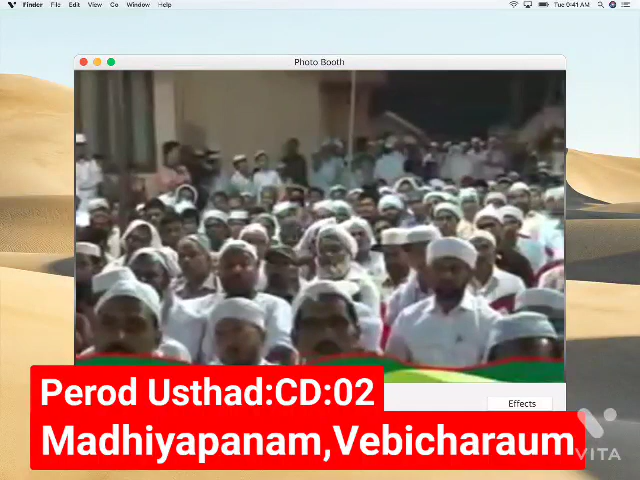 Finder File Edit View Go Window Help Tue 9:41 AM
Photo Booth
Effects
Perod Usthad:CD:02
Madhiyapanam,Vebicharaum
VITA